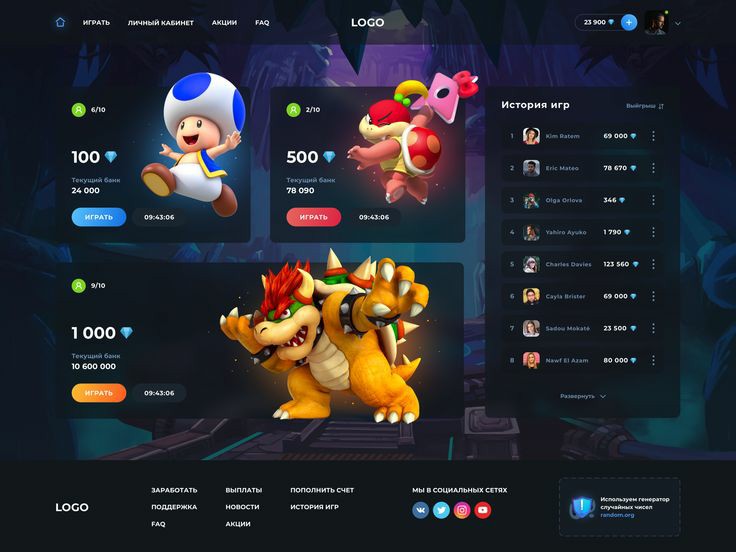 ИГРАТЬ ЛИЧНЫЙ КАБИНЕТ АКЦИИ FAQ LOGO 23 900 +
6/10
100
Текущий банк
24 000
ИГРАТЬ 09:43:06
2/10
500
Текущий банк
78 090
ИГРАТЬ 09:43:06
9/10
1 000
Текущий банк
10 600 000
ИГРАТЬ 09:43:06
История игр Выйгрыш
1 Kim Ratem 69 000
2 Eric Mateo 78 670
3 Olga Orlova 346
4 Yahiro Ayuko 1 790
5 Charles Davies 123 560
6 Cayla Brister 69 000
7 Sadou Mokaté 23 500
8 Nawf El Azam 80 000
Развернуть
LOGO
ЗАРАБОТАТЬ
ПОДДЕРЖКА
FAQ
ВЫПЛАТЫ
НОВОСТИ
АКЦИИ
ПОПОЛНИТЬ СЧЕТ
ИСТОРИЯ ИГР
МЫ В СОЦИАЛЬНЫХ СЕТЯХ
Используем генератор
случайных чисел
random.org